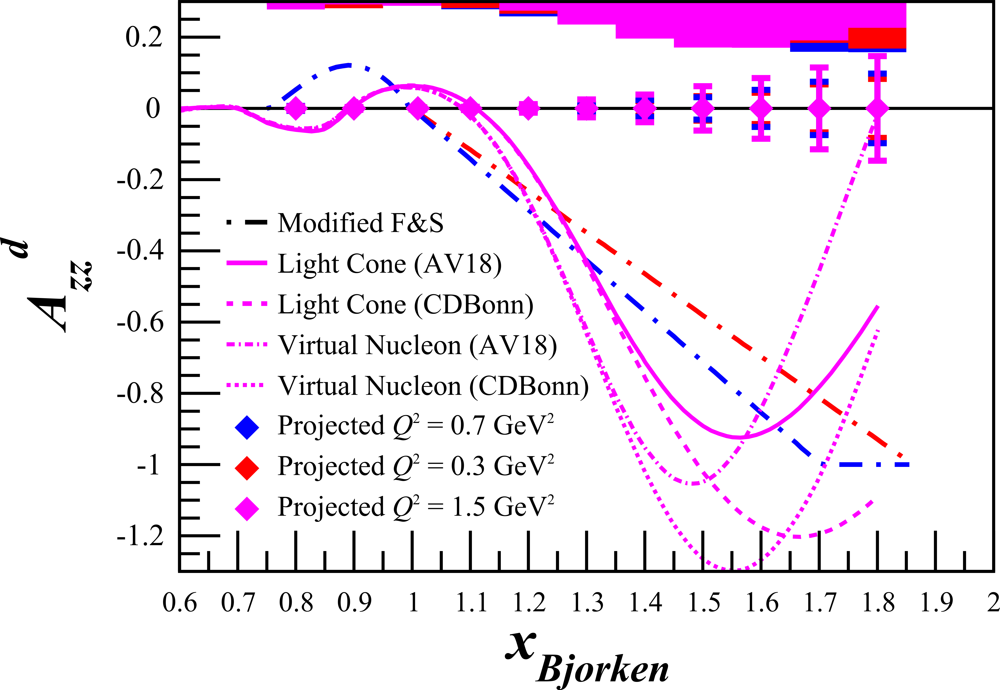 0.2
0
-0.2
-0.4
-0.6
-0.8
-1
-1.2
A zz d
Modified F&S
Light Cone (AV18)
Light Cone (CDBonn)
Virtual Nucleon (AV18)
Virtual Nucleon (CDBonn)
Projected Q² = 0.7 GeV²
Projected Q² = 0.3 GeV²
Projected Q² = 1.5 GeV²
0.6 0.7 0.8 0.9 1 1.1 1.2 1.3 1.4 1.5 1.6 1.7 1.8 1.9 2
x Bjorken